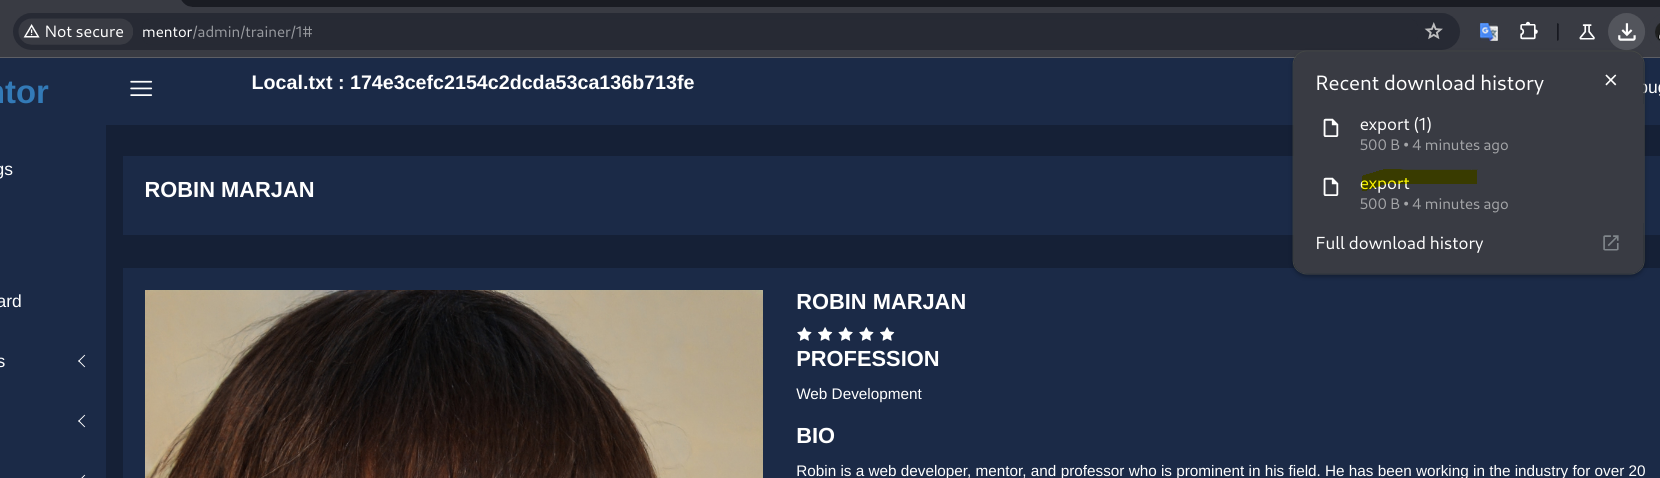 Not secure mentor/admin/trainer/1#
ntor
Local.txt : 174e3cefc2154c2dcda53ca136b713fe
gs
ard
s
ROBIN MARJAN
ROBIN MARJAN
PROFESSION
Web Development
BIO
Robin is a web developer, mentor, and professor who is prominent in his field. He has been working in the industry for over 20
Recent download history
export (1)
500 B • 4 minutes ago
export
500 B • 4 minutes ago
Full download history